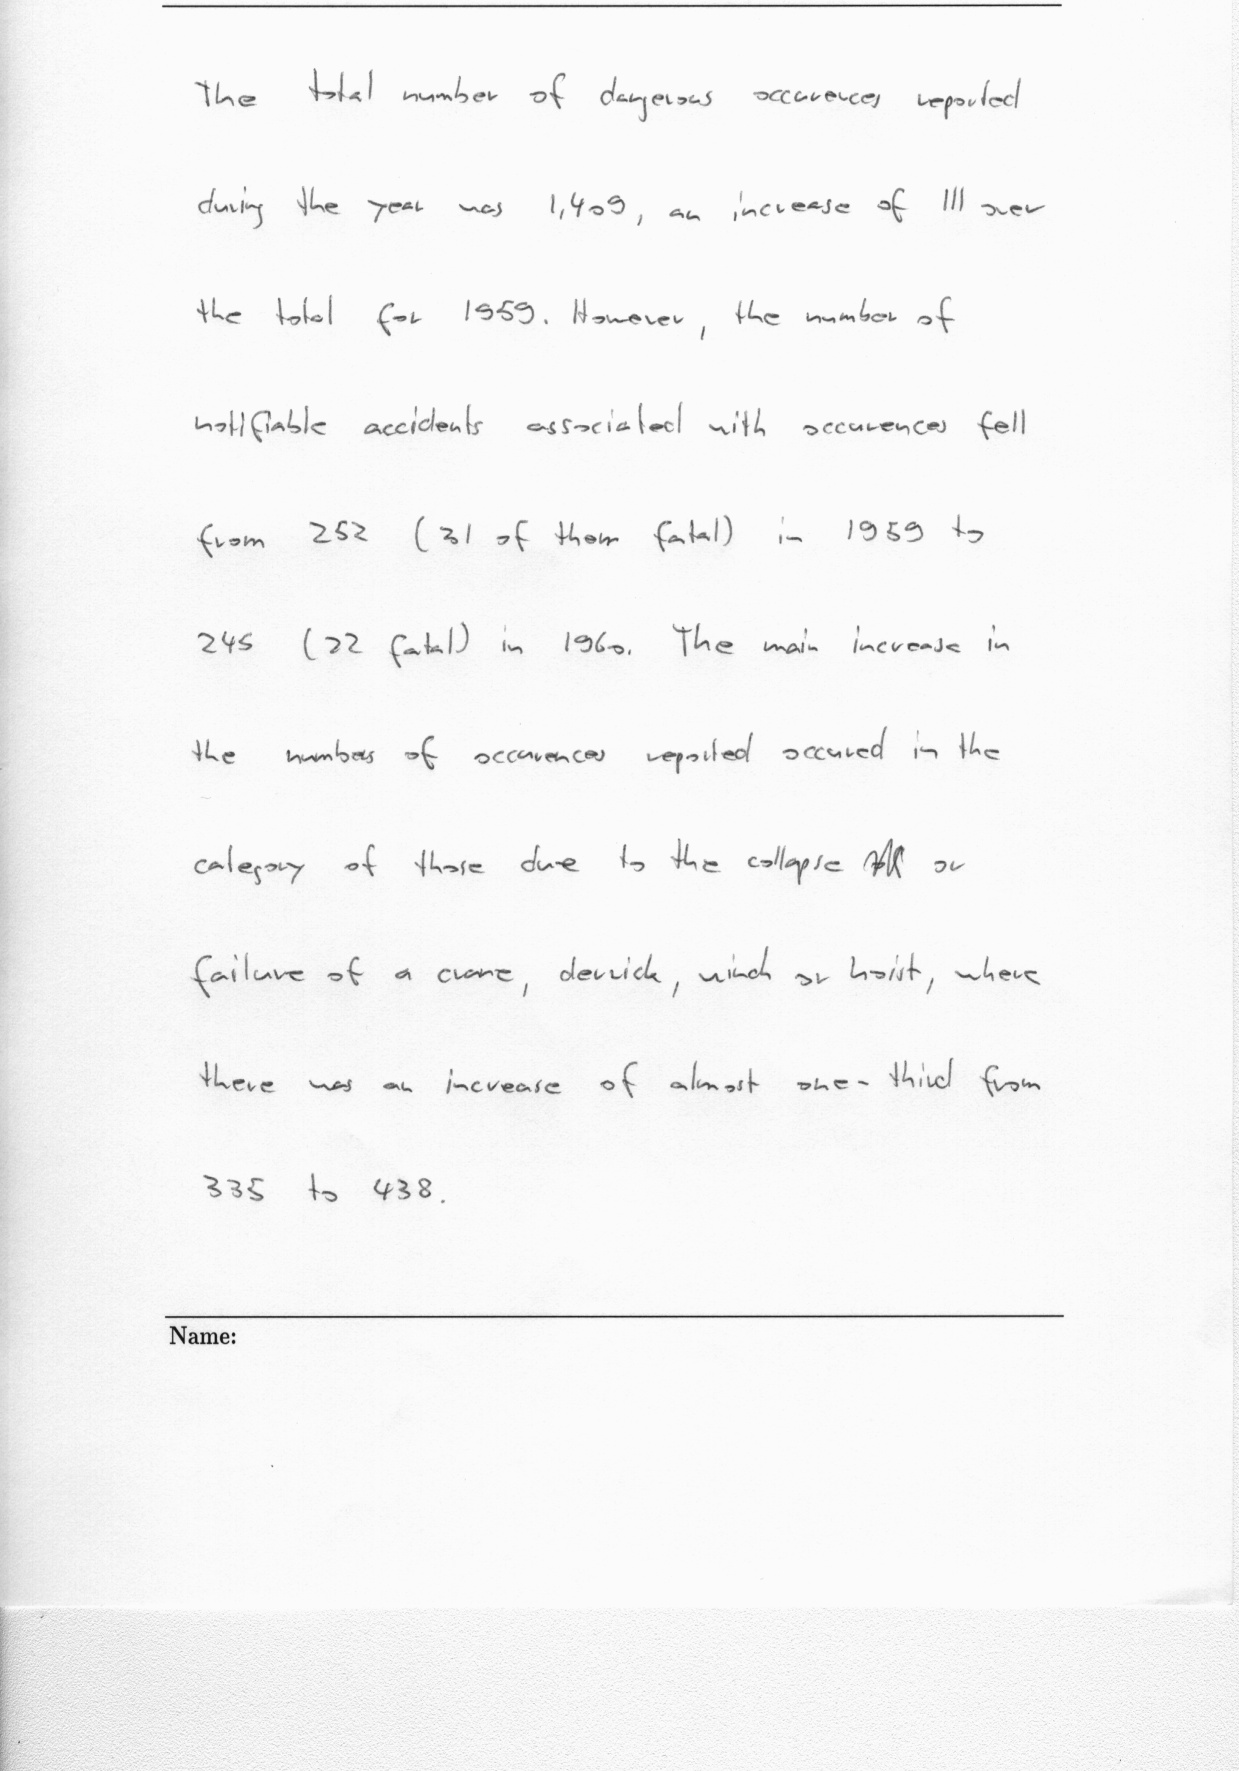 The total number of dangerous occurences reported
during the year was 1,409, an increase of 111 over
the total for 1959. However, the number of
notifiable accidents associated with occurences fell
from 252 (31 of them fatal) in 1959 to
245 (22 fatal) in 1960. The main increase in
the numbers of occurences reported occured in the
category of those due to the collapse or
failure of a crane, derrick, winch or hoist, where
there was an increase of almost one-third from
335 to 438.
Name: